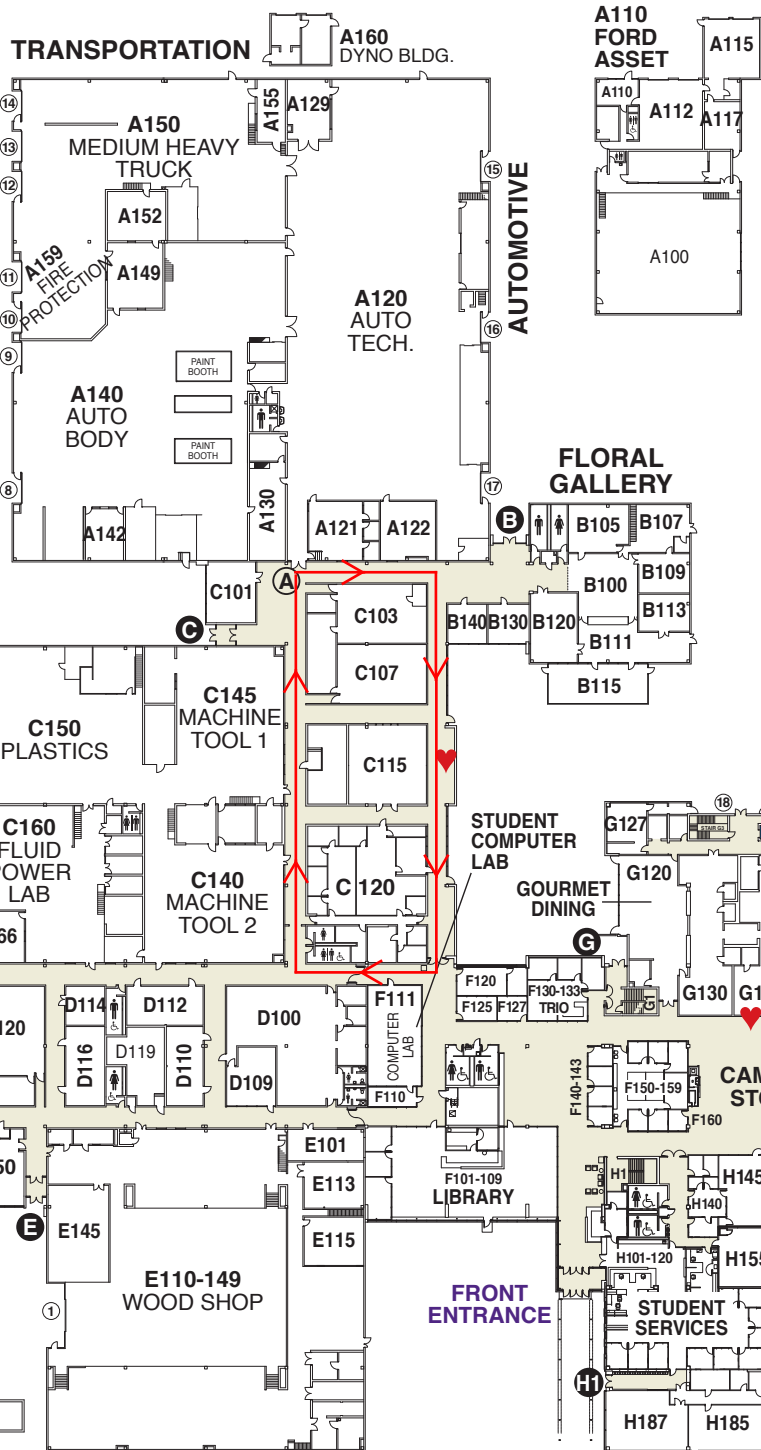 TRANSPORTATION
A160
DYNO BLDG.
A110
FORD
ASSET
A115
A110
A112
A117
A100
14
13
12
11
10
9
8
A155
A129
A150
MEDIUM HEAVY
TRUCK
A152
A159
FIRE
PROTECTION
A149
15
16
17
AUTOMOTIVE
A120
AUTO
TECH.
PAINT
BOOTH
A140
AUTO
BODY
PAINT
BOOTH
A130
A142
A121
A122
FLORAL
GALLERY
B
B105
B107
B100
B109
B113
B140
B130
B120
B111
B115
A
C101
C
C103
C107
C145
MACHINE
TOOL 1
C150
PLASTICS
C115
C160
FLUID
POWER
LAB
C140
MACHINE
TOOL 2
C 120
66
STUDENT
COMPUTER
LAB
18
G127
STAIR G3
G120
GOURMET
DINING
G
G1
G130
G1
F120
F125
F127
F130-133
TRIO
120
D114
D112
D116
D119
D110
D100
D109
F111
COMPUTER
LAB
F110
F140-143
F150-159
F160
CAM
STO
50
E
E101
E113
E115
E145
E110-149
WOOD SHOP
1
F101-109
LIBRARY
H1
H145
H140
H155
H101-120
FRONT
ENTRANCE
STUDENT
SERVICES
H1
H187
H185